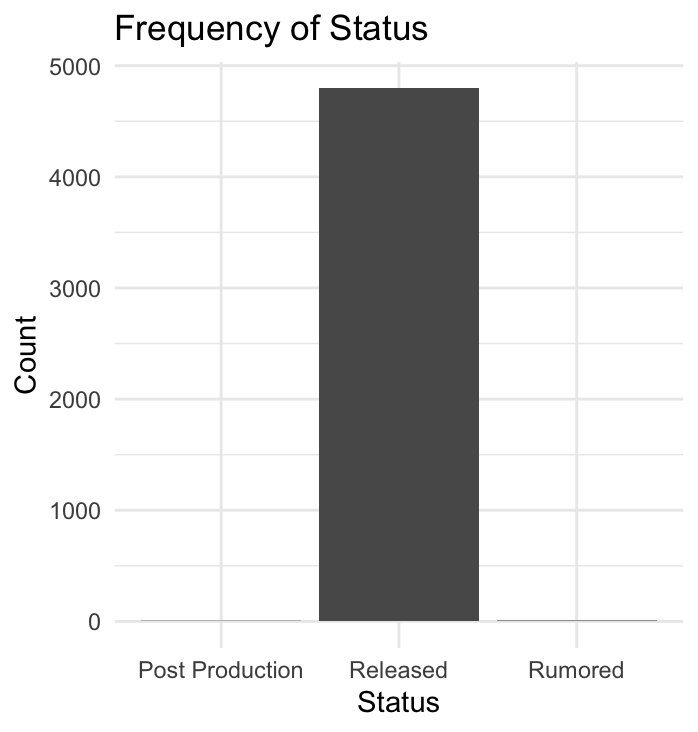 Frequency of Status
5000
4000
3000
2000
1000
0
Count
Post Production Released Rumored
Status